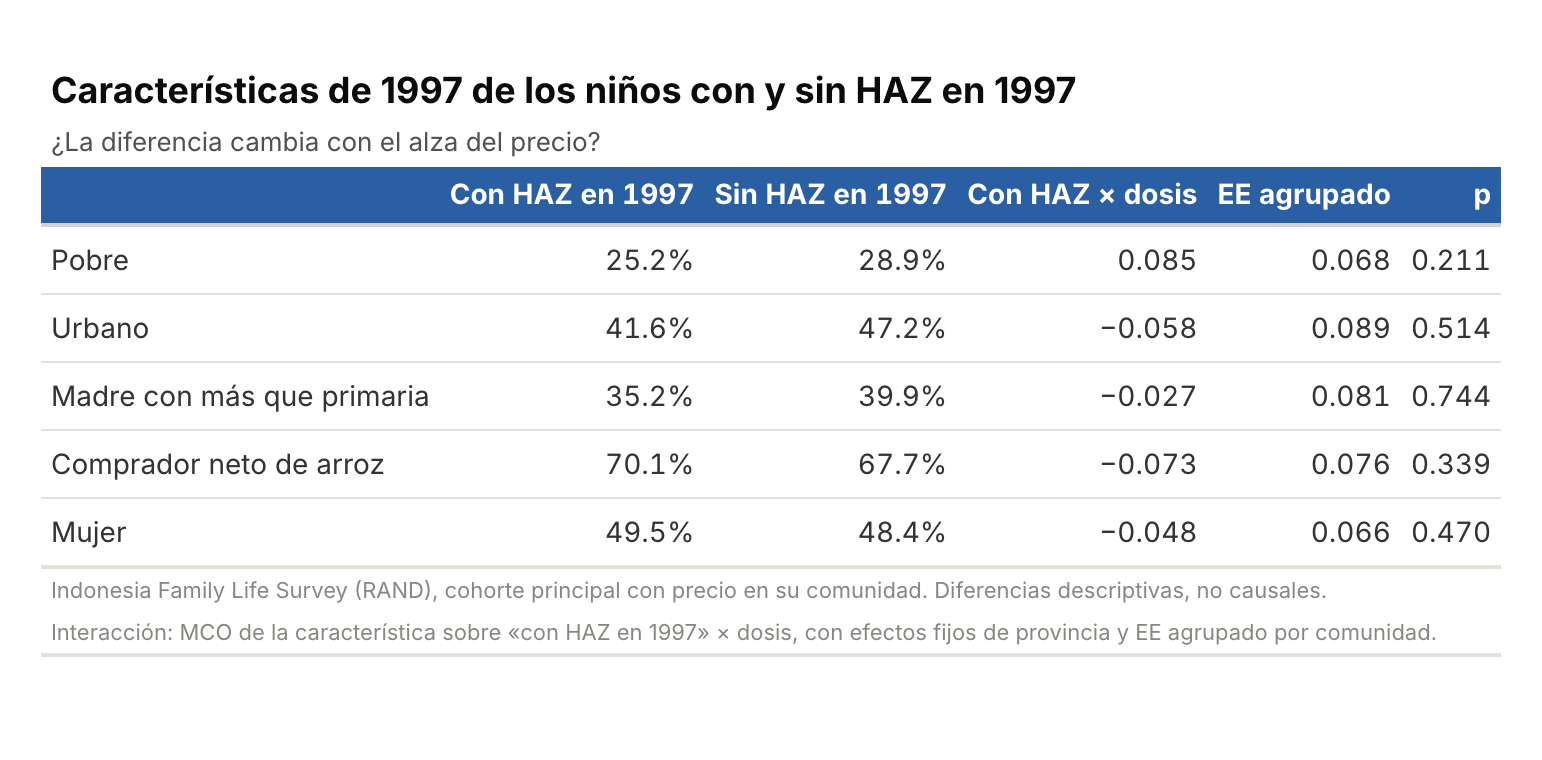 Características de 1997 de los niños con y sin HAZ en 1997
¿La diferencia cambia con el alza del precio?
Con HAZ en 1997 Sin HAZ en 1997 Con HAZ × dosis EE agrupado p
Pobre 25.2% 28.9% 0.085 0.068 0.211
Urbano 41.6% 47.2% −0.058 0.089 0.514
Madre con más que primaria 35.2% 39.9% −0.027 0.081 0.744
Comprador neto de arroz 70.1% 67.7% −0.073 0.076 0.339
Mujer 49.5% 48.4% −0.048 0.066 0.470
Indonesia Family Life Survey (RAND), cohorte principal con precio en su comunidad. Diferencias descriptivas, no causales.
Interacción: MCO de la característica sobre «con HAZ en 1997» × dosis, con efectos fijos de provincia y EE agrupado por comunidad.